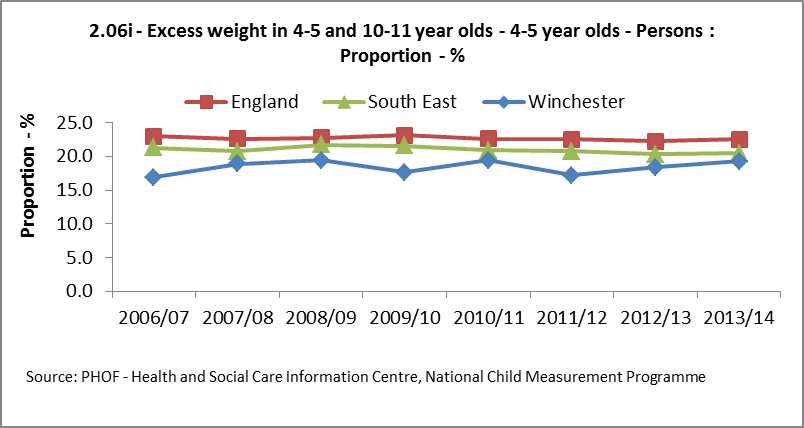 2.06i - Excess weight in 4-5 and 10-11 year olds - 4-5 year olds - Persons :
Proportion - %
England South East Winchester
Proportion - %
25.0
20.0
15.0
10.0
5.0
0.0
2006/07 2007/08 2008/09 2009/10 2010/11 2011/12 2012/13 2013/14
Source: PHOF - Health and Social Care Information Centre, National Child Measurement Programme